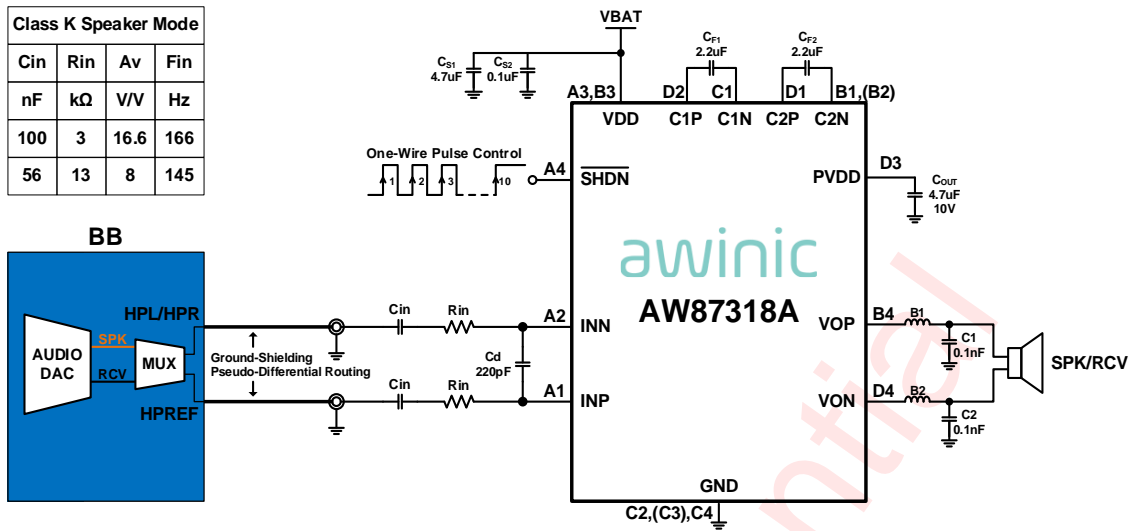 Class K Speaker Mode
Cin Rin Av Fin
nF kΩ V/V Hz
100 3 16.6 166
56 13 8 145
VBAT
CS1
4.7uF
CS2
0.1uF
CF1
2.2uF
CF2
2.2uF
A3,B3 D2 C1 D1 B1,(B2)
VDD C1P C1N C2P C2N
One-Wire Pulse Control
1 2 3 10
A4
SHDN
D3
PVDD
COUT
4.7uF
10V
awinic
AW87318A
BB
HPL/HPR
AUDIO
DAC
SPK
RCV
MUX
HPREF
Ground-Shielding
Pseudo-Differential Routing
Cin Rin
A2
INN
Cd
220pF
Cin Rin
A1
INP
VOP
B4
B1
C1
0.1nF
SPK/RCV
VON
D4
B2
C2
0.1nF
GND
C2,(C3),C4